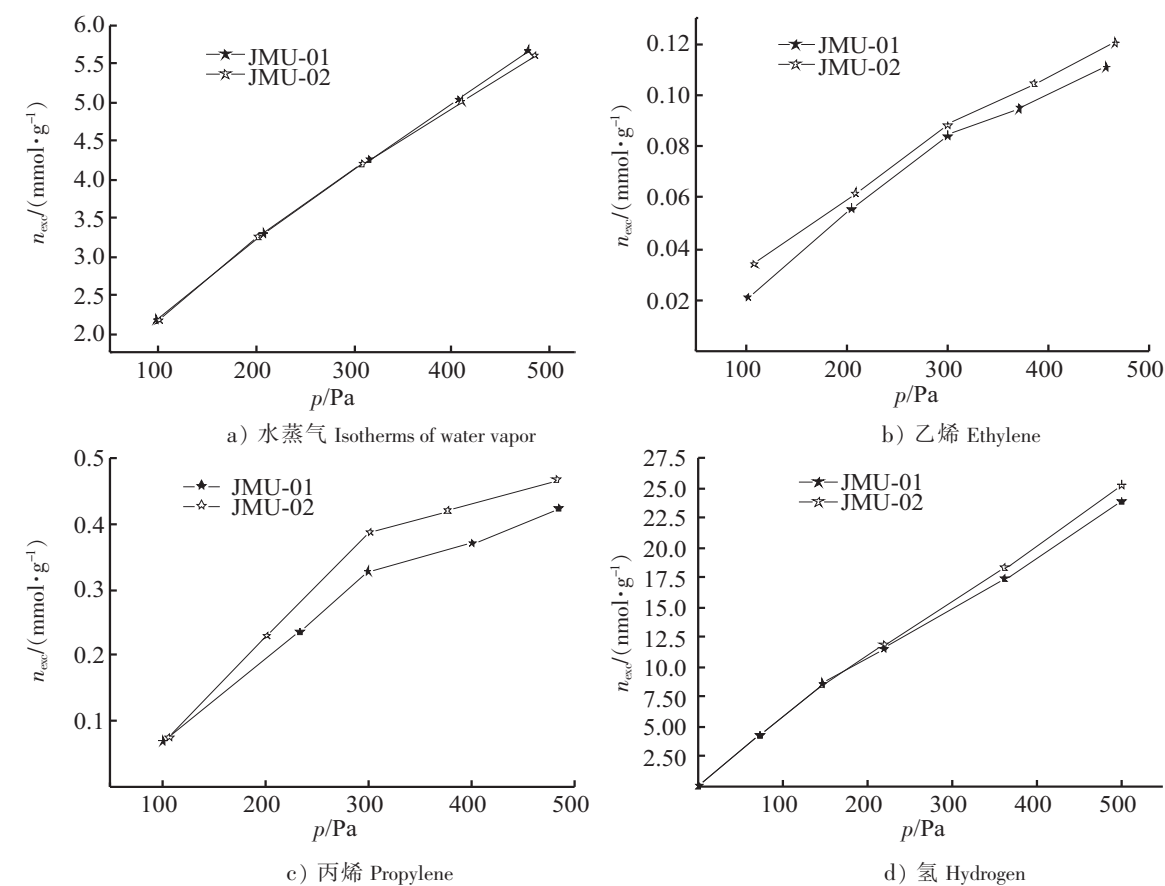 6.0
5.5
5.0
4.5
4.0
3.5
3.0
2.5
2.0
n_exc/(mmol·g⁻¹)
JMU-01
JMU-02
100 200 300 400 500
p/Pa
a) 水蒸气 Isotherms of water vapor
0.12
0.10
0.08
0.06
0.04
0.02
n_exc/(mmol·g⁻¹)
JMU-01
JMU-02
100 200 300 400 500
p/Pa
b) 乙烯 Ethylene
0.5
0.4
0.3
0.2
0.1
n_exc/(mmol·g⁻¹)
JMU-01
JMU-02
100 200 300 400 500
p/Pa
c) 丙烯 Propylene
27.5
25.0
22.5
20.0
17.5
15.0
12.5
10.0
7.50
5.00
2.50
n_exc/(nmol·g⁻¹)
JMU-01
JMU-02
100 200 300 400 500
p/Pa
d) 氢 Hydrogen